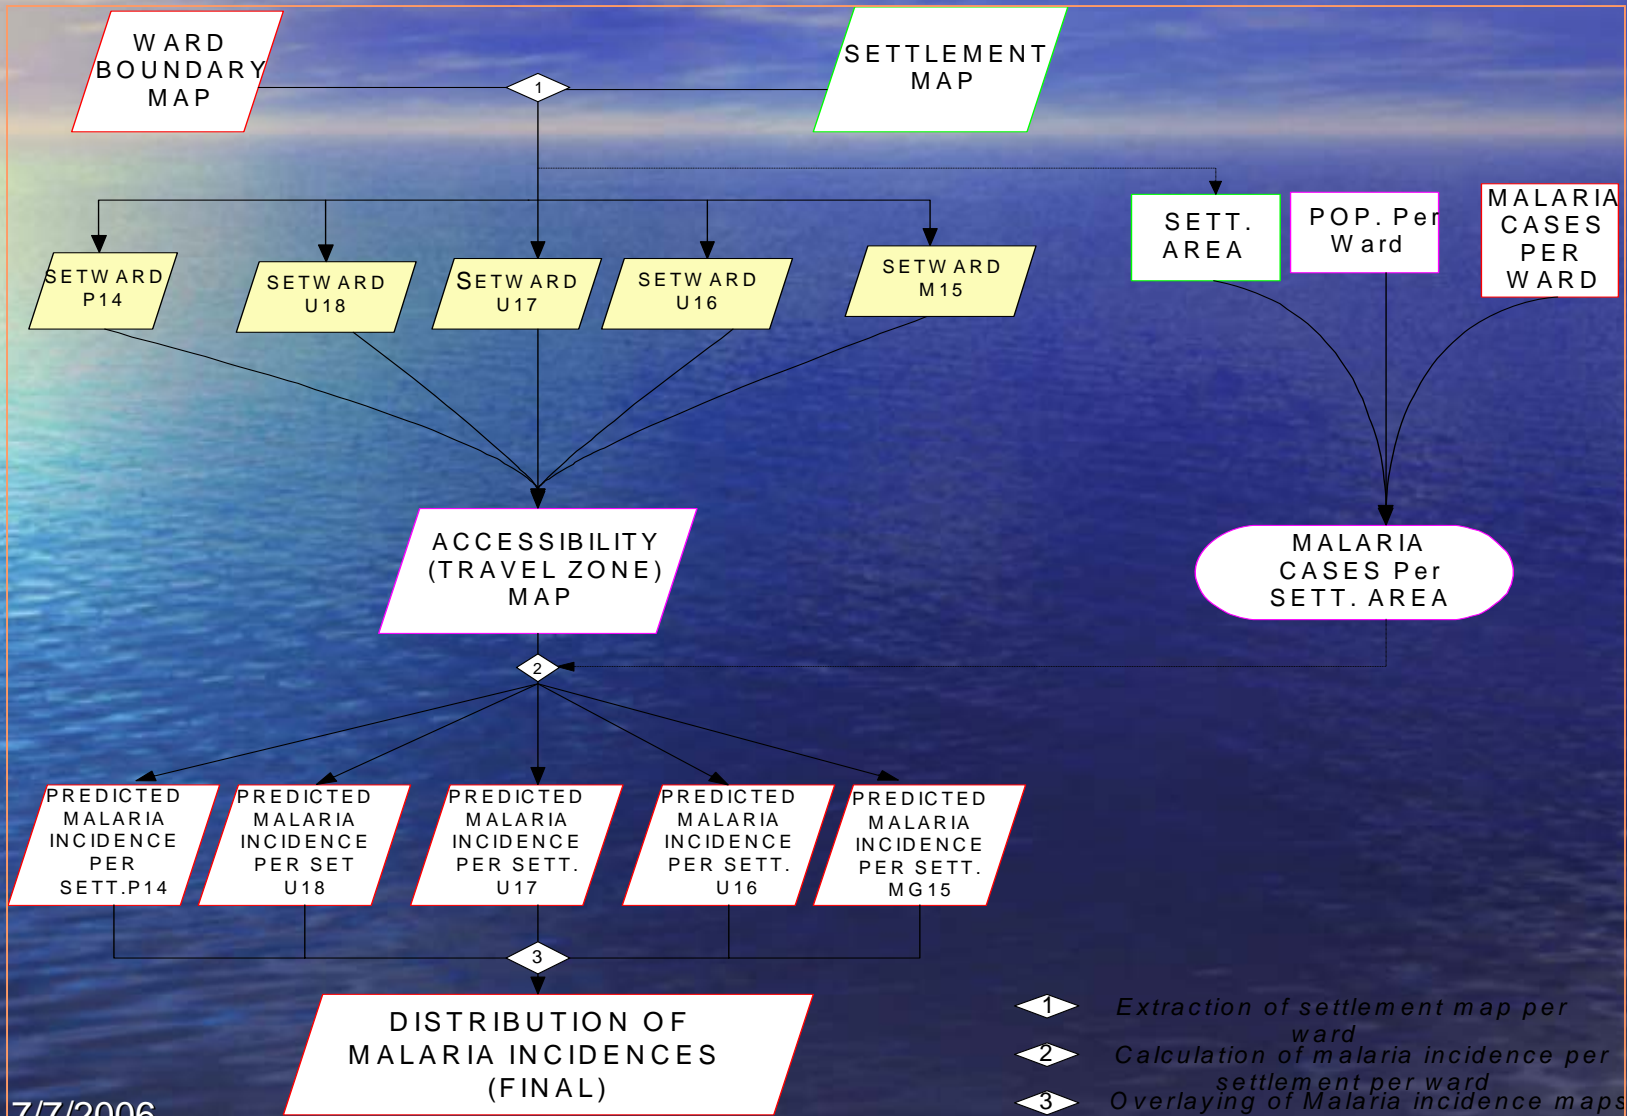 WARD
BOUNDARY
MAP
SETTLEMENT
MAP
1
SETWARD
P14
SETWARD
U18
SETWARD
U17
SETWARD
U16
SETWARD
M15
SETT.
AREA
POP. Per
Ward
MALARIA
CASES
PER
WARD
ACCESSIBILITY
(TRAVEL ZONE)
MAP
MALARIA
CASES Per
SETT. AREA
2
PREDICTED
MALARIA
INCIDENCE
PER
SETT.P14
PREDICTED
MALARIA
INCIDENCE
PER SET
U18
PREDICTED
MALARIA
INCIDENCE
PER SETT.
U17
PREDICTED
MALARIA
INCIDENCE
PER SETT.
U16
PREDICTED
MALARIA
INCIDENCE
PER SETT.
MG15
3
DISTRIBUTION OF
MALARIA INCIDENCES
(FINAL)
1 Extraction of settlement map per
ward
2 Calculation of malaria incidence per
settlement per ward
3 Overlaying of Malaria incidence maps
7/7/2006